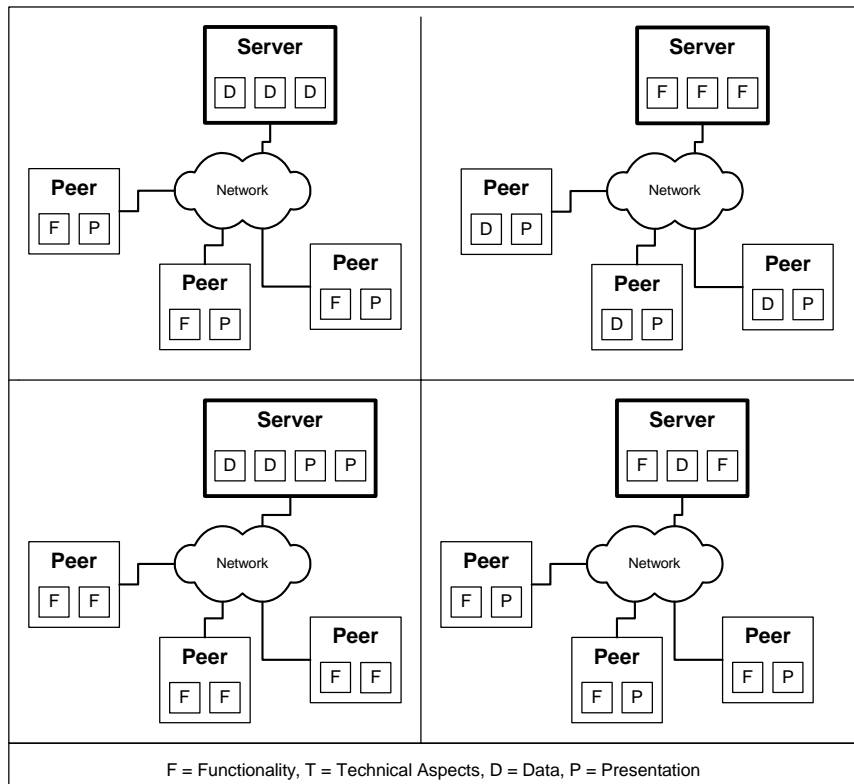 Server
D D D
Network
Peer
F P
Peer
F P
Peer
F P
Server
F F F
Network
Peer
D P
Peer
D P
Peer
D P
Server
D D P P
Network
Peer
F F
Peer
F F
Peer
F F
Server
F D F
Network
Peer
F P
Peer
F P
Peer
F P
F = Functionality, T = Technical Aspects, D = Data, P = Presentation